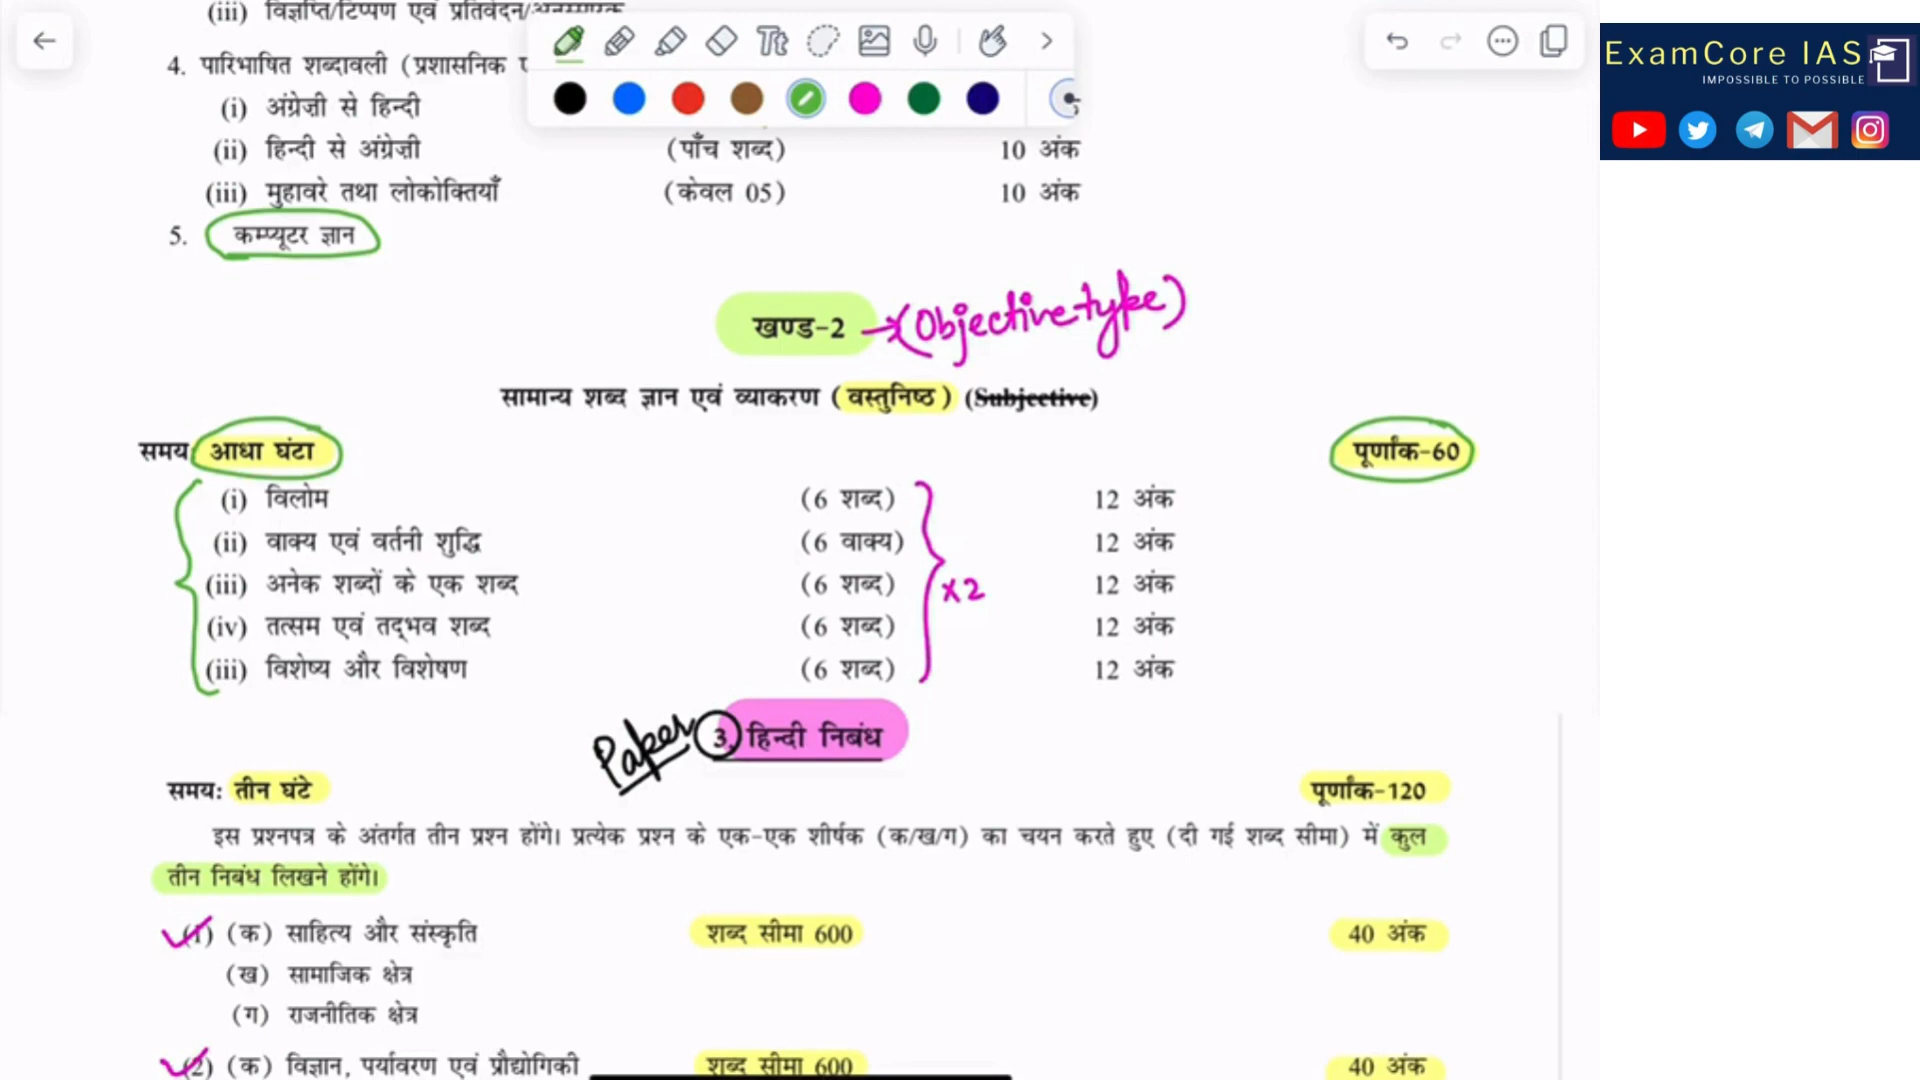 (iii) विज्ञप्ति/टिप्पण एवं प्रतिवेदन/अनुस्मारक
4. पारिभाषित शब्दावली (प्रशासनिक
(i) अंग्रेज़ी से हिन्दी
(ii) हिन्दी से अंग्रेज़ी (पाँच शब्द) 10 अंक
(iii) मुहावरे तथा लोकोक्तियाँ (केवल 05) 10 अंक
5. कम्प्यूटर ज्ञान
खण्ड-2 → (Objective type)
सामान्य शब्द ज्ञान एवं व्याकरण (वस्तुनिष्ठ) (Subjective)
समय आधा घंटा पूर्णांक-60
(i) विलोम (6 शब्द) 12 अंक
(ii) वाक्य एवं वर्तनी शुद्धि (6 वाक्य) 12 अंक
(iii) अनेक शब्दों के एक शब्द (6 शब्द) x2 12 अंक
(iv) तत्सम एवं तद्भव शब्द (6 शब्द) 12 अंक
(iii) विशेष्य और विशेषण (6 शब्द) 12 अंक
Paper 3. हिन्दी निबंध
समय: तीन घंटे पूर्णांक-120
इस प्रश्नपत्र के अंतर्गत तीन प्रश्न होंगे। प्रत्येक प्रश्न के एक-एक शीर्षक (क/ख/ग) का चयन करते हुए (दी गई शब्द सीमा) में कुल
तीन निबंध लिखने होंगे।
(1) (क) साहित्य और संस्कृति शब्द सीमा 600 40 अंक
(ख) सामाजिक क्षेत्र
(ग) राजनीतिक क्षेत्र
(2) (क) विज्ञान, पर्यावरण एवं प्रौद्योगिकी शब्द सीमा 600 40 अंक
Tt
ExamCore IAS
IMPOSSIBLE TO POSSIBLE